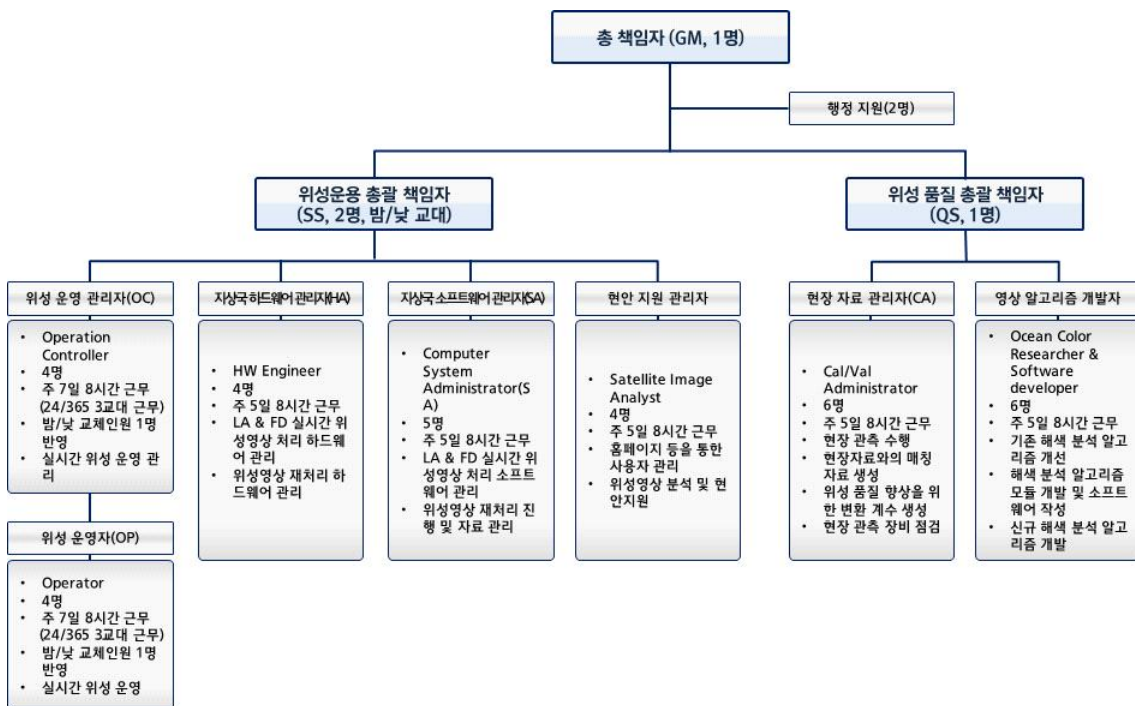 총 책임자 (GM, 1명)
행정 지원(2명)
위성운용 총괄 책임자
(SS, 2명, 밤/낮 교대)
위성 품질 총괄 책임자
(QS, 1명)
위성 운영 관리자(OC)
• Operation
Controller
• 4명
• 주 7일 8시간 근무
(24/365 3교대 근무)
• 밤/낮 교체인원 1명
반영
• 실시간 위성 운영 관
리
위성 운영자(OP)
• Operator
• 4명
• 주 7일 8시간 근무
(24/365 3교대 근무)
• 밤/낮 교체인원 1명
반영
• 실시간 위성 운영
지상국 하드웨어 관리자(HA)
• HW Engineer
• 4명
• 주 5일 8시간 근무
• LA & FD 실시간 위
성영상 처리 하드웨
어 관리
• 위성영상 재처리 하
드웨어 관리
지상국 소프트웨어 관리자(SA)
• Computer
System
Administrator(S
A)
• 5명
• 주 5일 8시간 근무
• LA & FD 실시간 위
성영상 처리 소프트
웨어 관리
• 위성영상 재처리 진
행 및 자료 관리
현안 지원 관리자
• Satellite Image
Analyst
• 4명
• 주 5일 8시간 근무
• 홈페이지 등을 통한
사용자 관리
• 위성영상 분석 및 현
안지원
현장 자료 관리자(CA)
• Cal/Val
Administrator
• 6명
• 주 5일 8시간 근무
• 현장 관측 수행
• 현장자료와의 매칭
자료 생성
• 위성 품질 향상을 위
한 변환 계수 생성
• 현장 관측 장비 점검
영상 알고리즘 개발자
• Ocean Color
Researcher &
Software
developer
• 6명
• 주 5일 8시간 근무
• 기존 해색 분석 알고
리즘 개선
• 해색 분석 알고리즘
모듈 개발 및 소프트
웨어 작성
• 신규 해색 분석 알고
리즘 개발